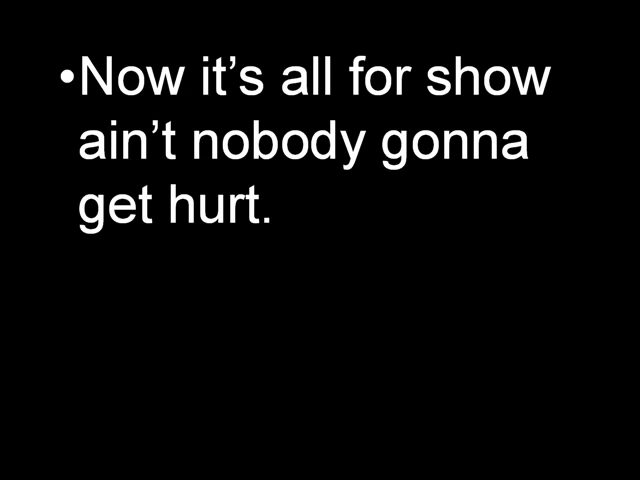 •Now it’s all for show
ain’t nobody gonna
get hurt.